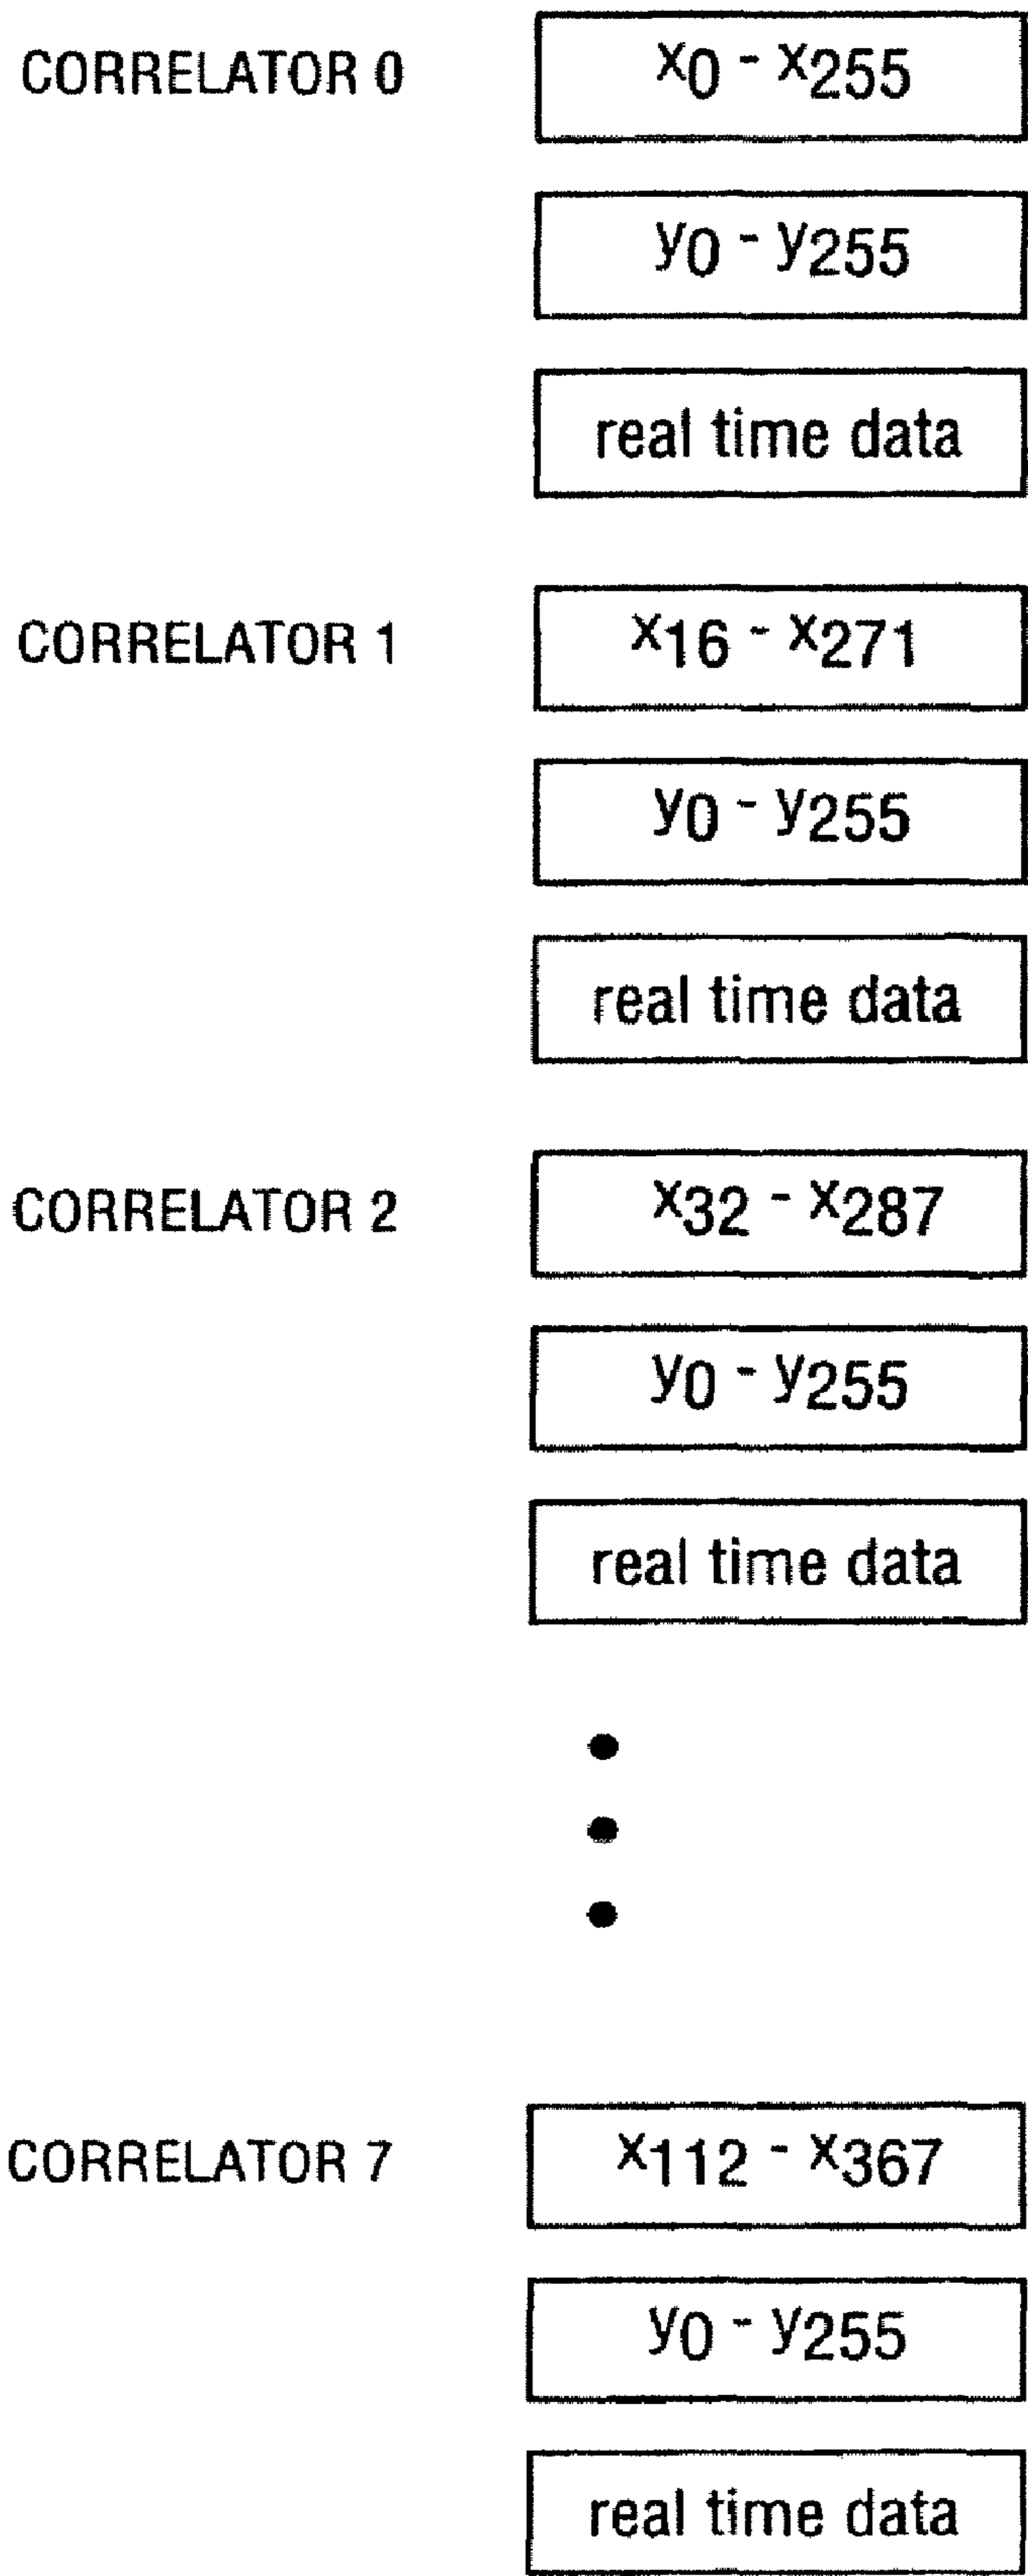 CORRELATOR 0 x0 - x255
y0 - y255
real time data
CORRELATOR 1 x16 - x271
y0 - y255
real time data
CORRELATOR 2 x32 - x287
y0 - y255
real time data
CORRELATOR 7 x112 - x367
y0 - y255
real time data